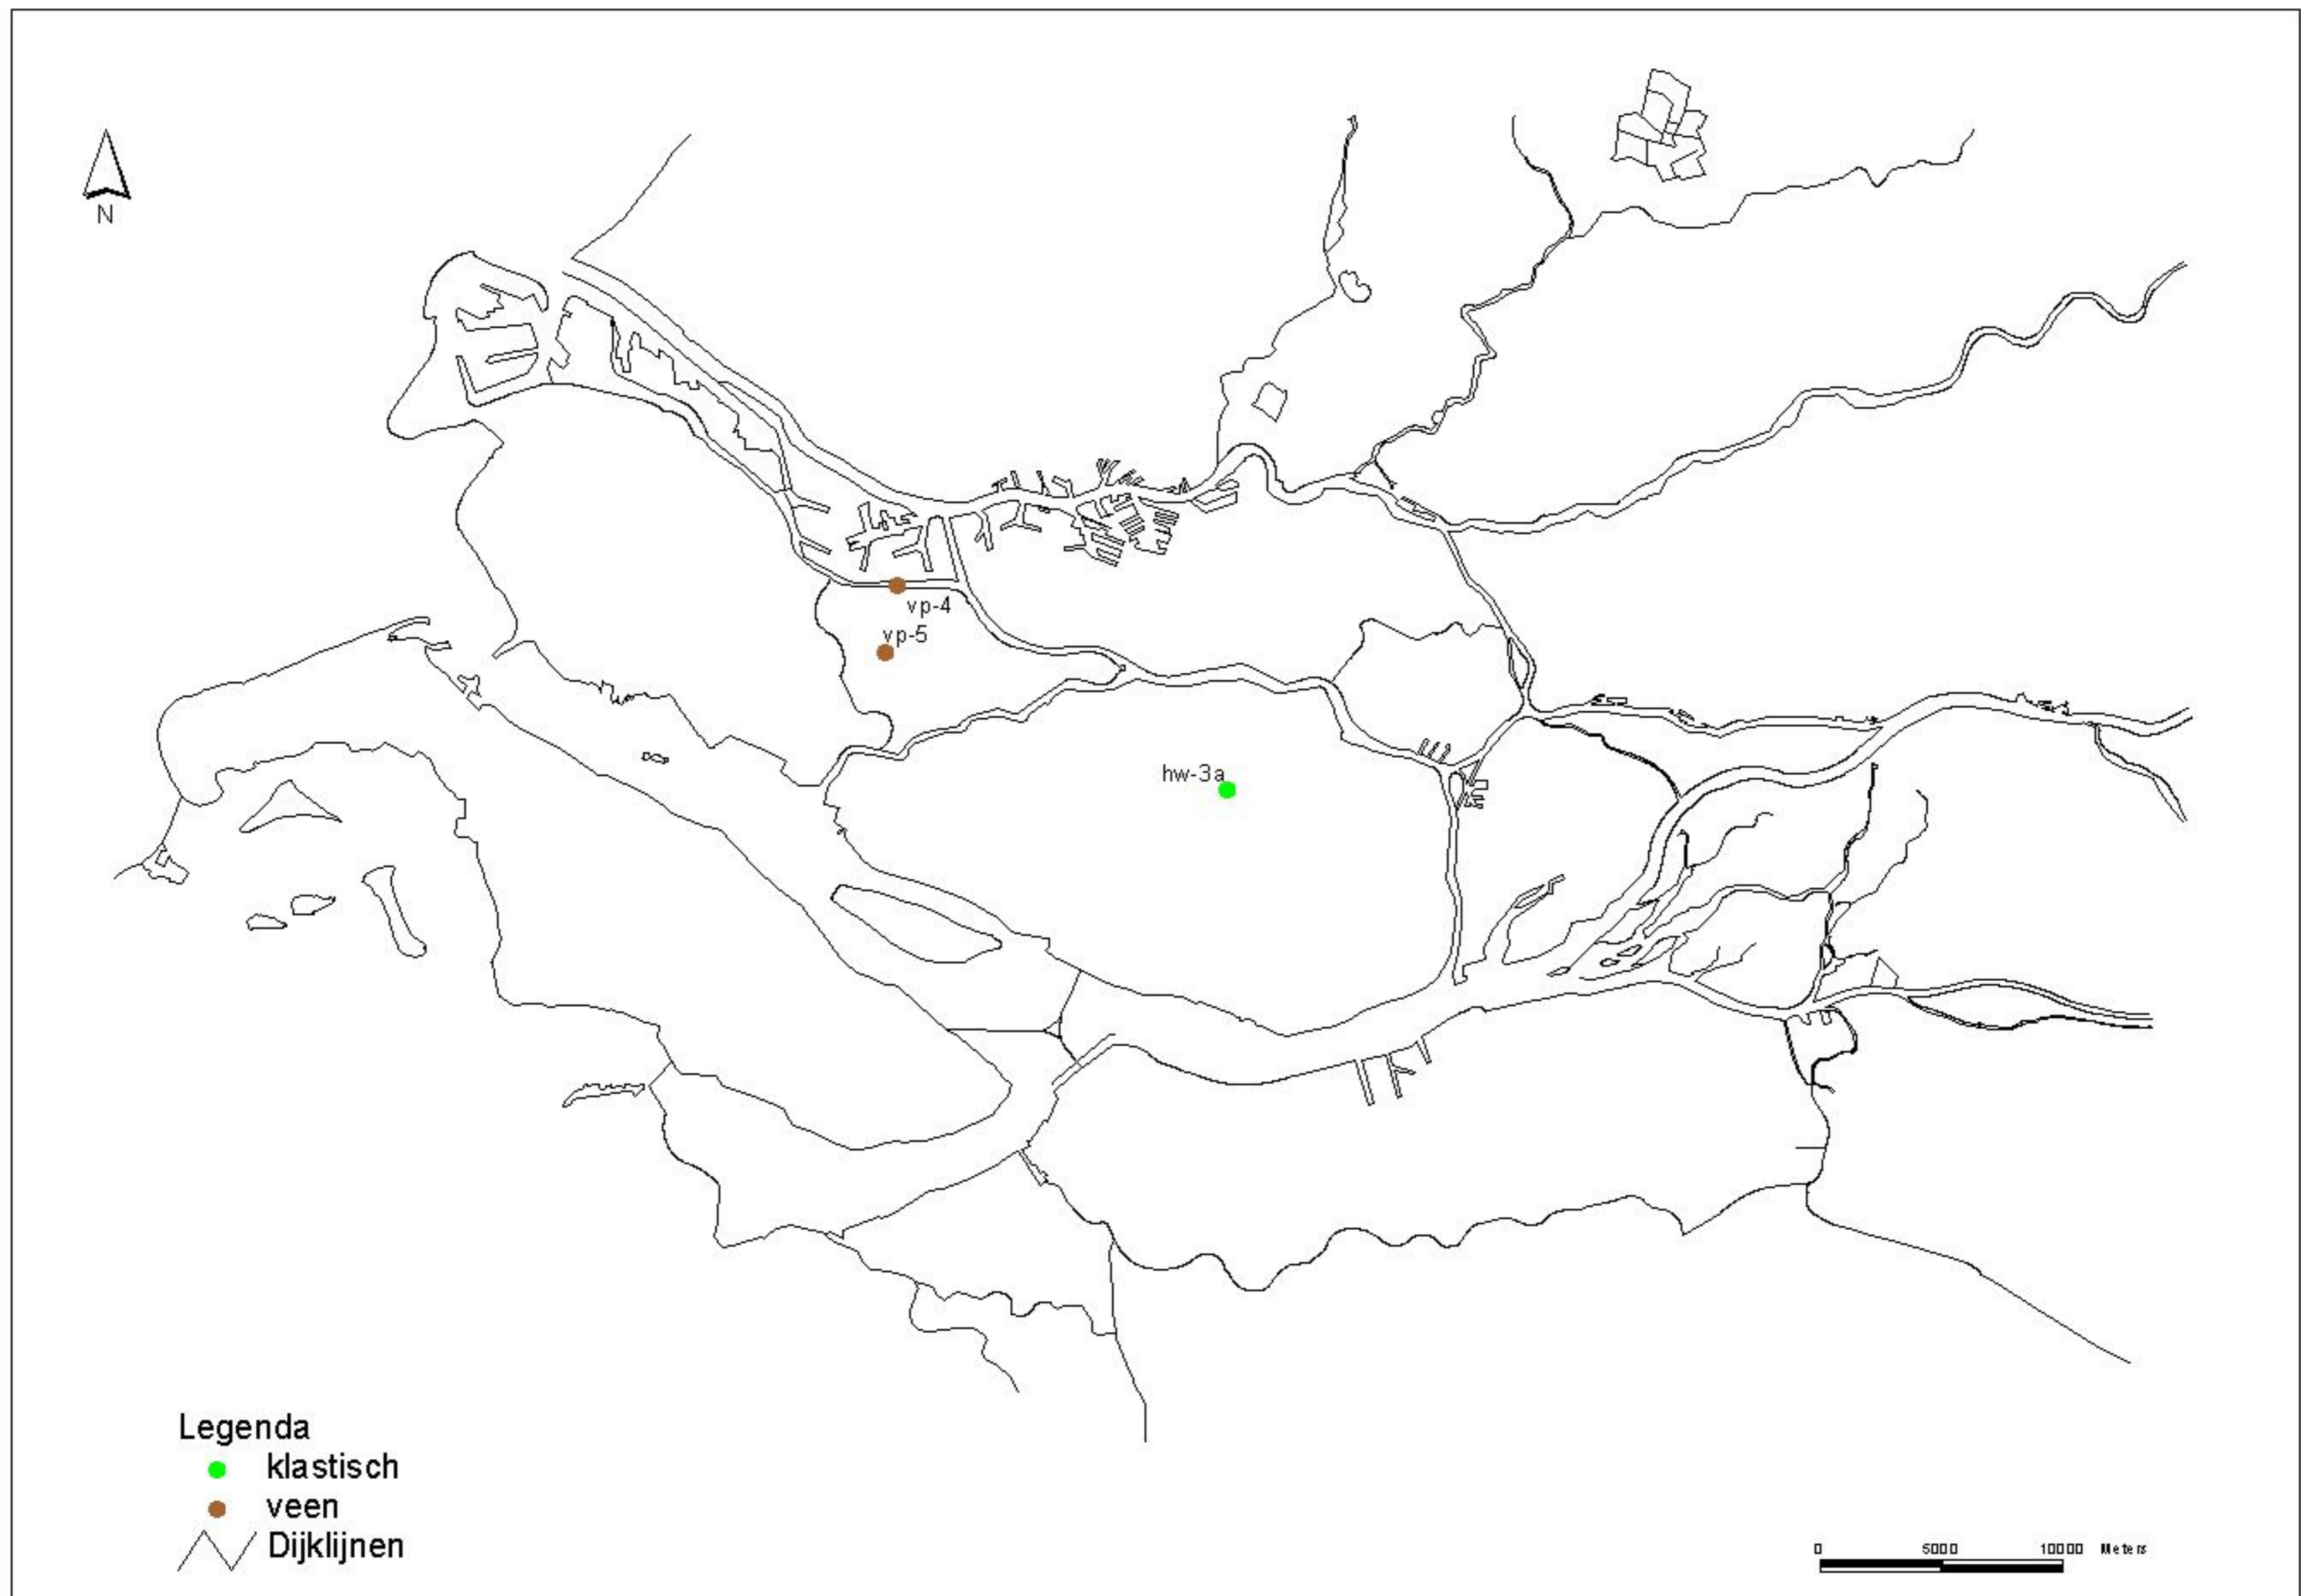 N
vp-4
vp-5
hw-3a
Legenda
klastisch
veen
Dijklijnen
0 5000 10000 Meters